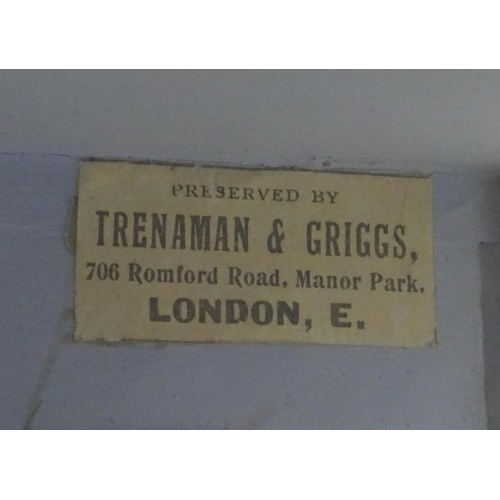 PRESERVED BY
TRENAMAN & GRIGGS,
706 Romford Road, Manor Park,
LONDON, E.